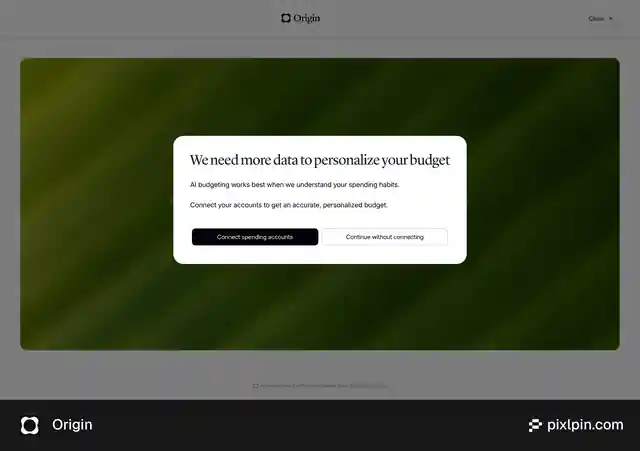 Origin
Close
We need more data to personalize your budget
AI budgeting works best when we understand your spending habits.
Connect your accounts to get an accurate, personalized budget.
Connect spending accounts
Continue without connecting
Origin
pixlpin.com